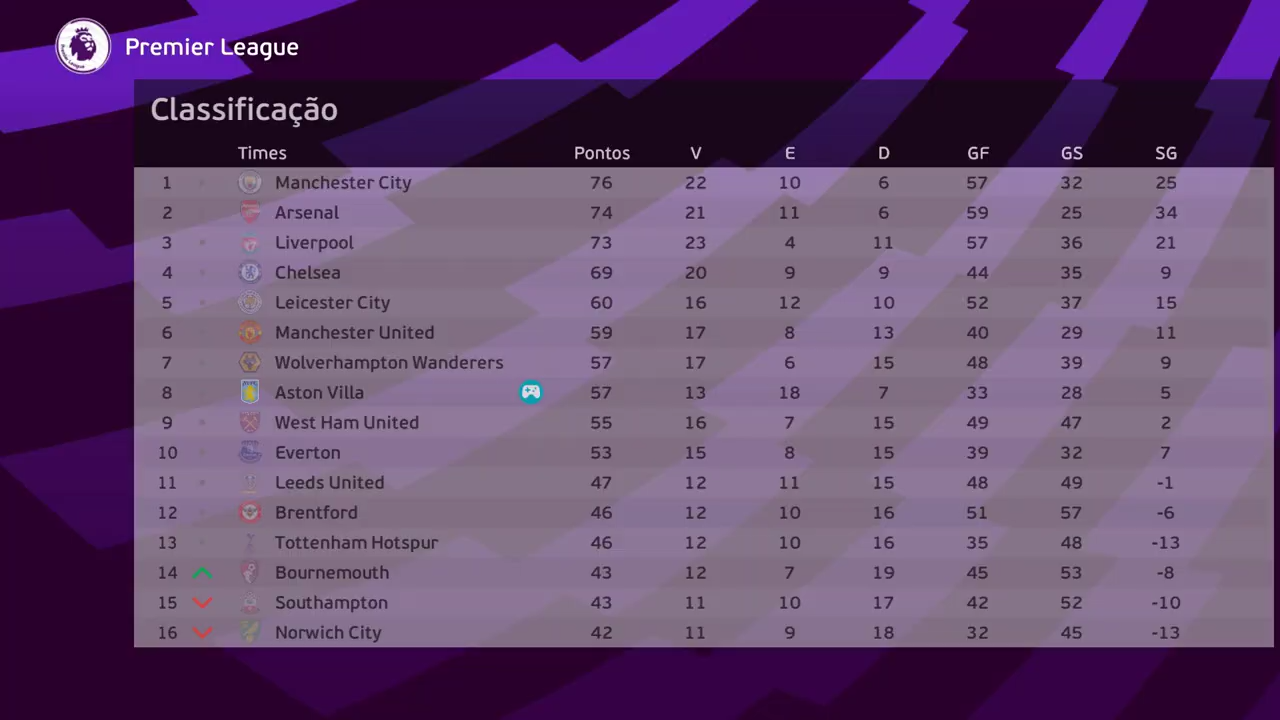 Premier League
Classificação
Times Pontos V E D GF GS SG
1 Manchester City 76 22 10 6 57 32 25
2 Arsenal 74 21 11 6 59 25 34
3 Liverpool 73 23 4 11 57 36 21
4 Chelsea 69 20 9 9 44 35 9
5 Leicester City 60 16 12 10 52 37 15
6 Manchester United 59 17 8 13 40 29 11
7 Wolverhampton Wanderers 57 17 6 15 48 39 9
8 Aston Villa 57 13 18 7 33 28 5
9 West Ham United 55 16 7 15 49 47 2
10 Everton 53 15 8 15 39 32 7
11 Leeds United 47 12 11 15 48 49 -1
12 Brentford 46 12 10 16 51 57 -6
13 Tottenham Hotspur 46 12 10 16 35 48 -13
14 Bournemouth 43 12 7 19 45 53 -8
15 Southampton 43 11 10 17 42 52 -10
16 Norwich City 42 11 9 18 32 45 -13